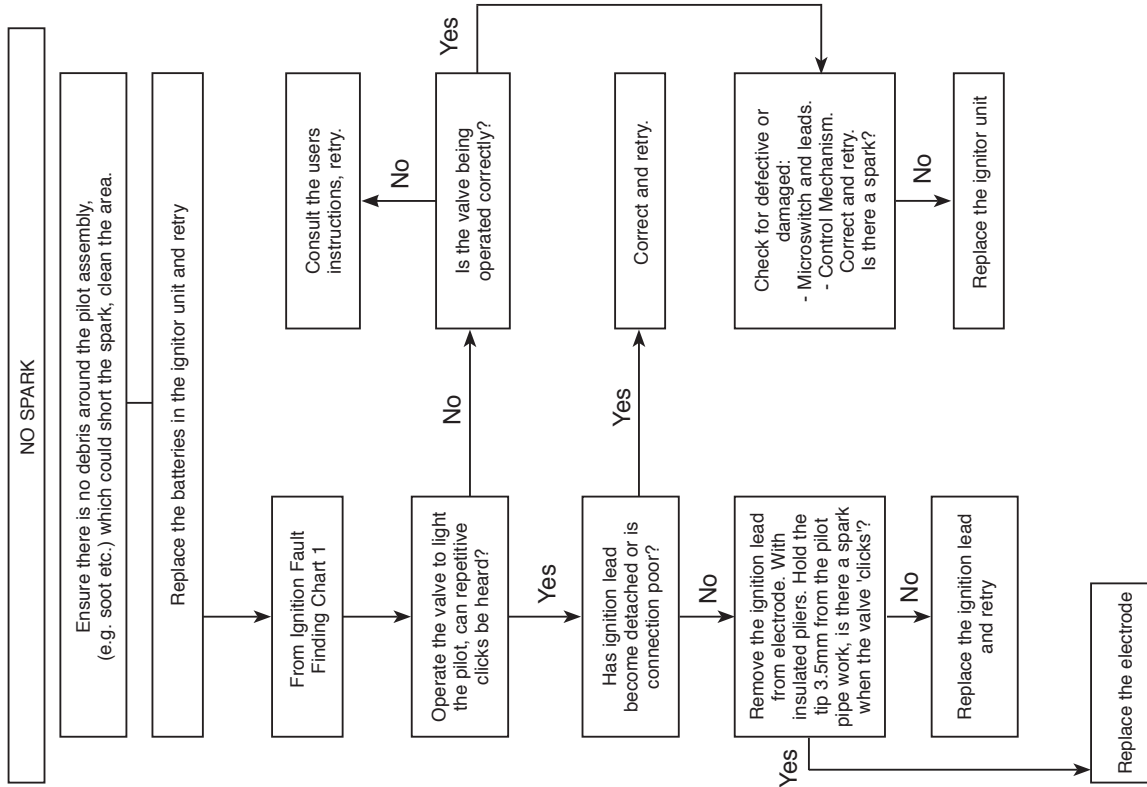 NO SPARK
Ensure there is no debris around the pilot assembly,
(e.g. soot etc.) which could short the spark, clean the area.
Replace the batteries in the ignitor unit and retry
From Ignition Fault
Finding Chart 1
Operate the valve to light
the pilot, can repetitive
clicks be heard?
No
Is the valve being
operated correctly?
No
Consult the users
instructions, retry.
Yes
Yes
Has ignition lead
become detached or is
connection poor?
Yes
Correct and retry.
No
Check for defective or
damaged:
- Microswitch and leads.
- Control Mechanism.
Correct and retry.
Is there a spark?
No
Replace the ignitor unit
Remove the ignition lead
from electrode. With
insulated pliers. Hold the
tip 3.5mm from the pilot
pipe work, is there a spark
when the valve 'clicks'?
No
Replace the ignition lead
and retry
Yes
Replace the electrode